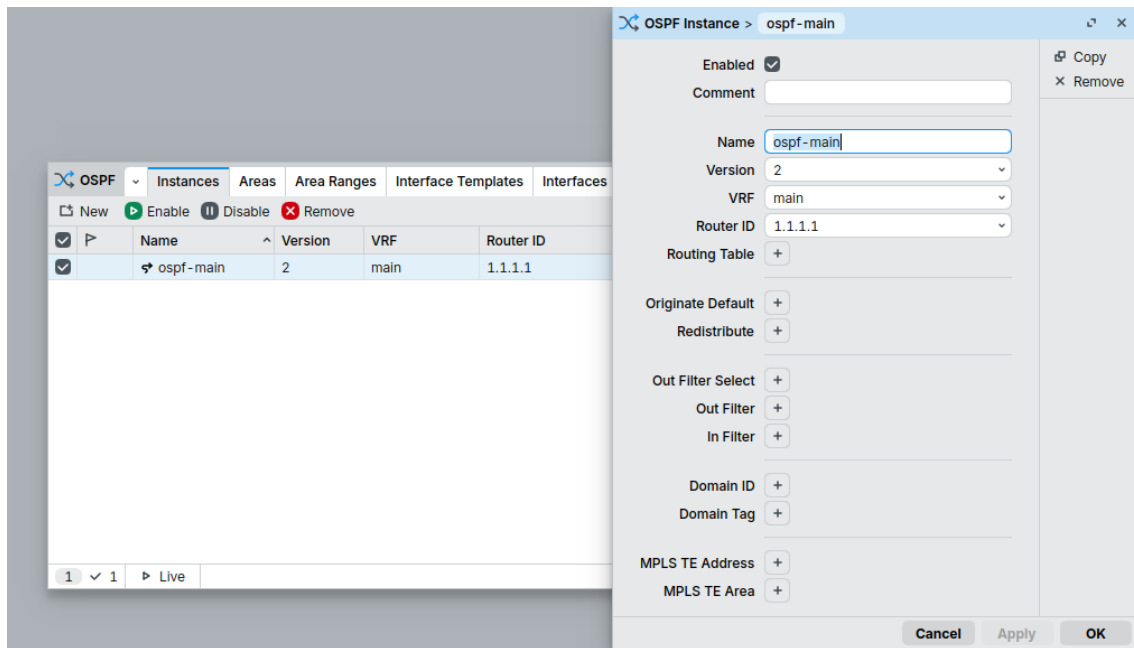 OSPF Instance > ospf-main
Enabled
Comment
Copy
Remove
Name ospf-main
Version 2
VRF main
Router ID 1.1.1.1
Routing Table +
Originate Default +
Redistribute +
Out Filter Select +
Out Filter +
In Filter +
Domain ID +
Domain Tag +
MPLS TE Address +
MPLS TE Area +
Cancel Apply OK
OSPF Instances Areas Area Ranges Interface Templates Interfaces
New Enable Disable Remove
Name Version VRF Router ID
ospf-main 2 main 1.1.1.1
1 1 Live